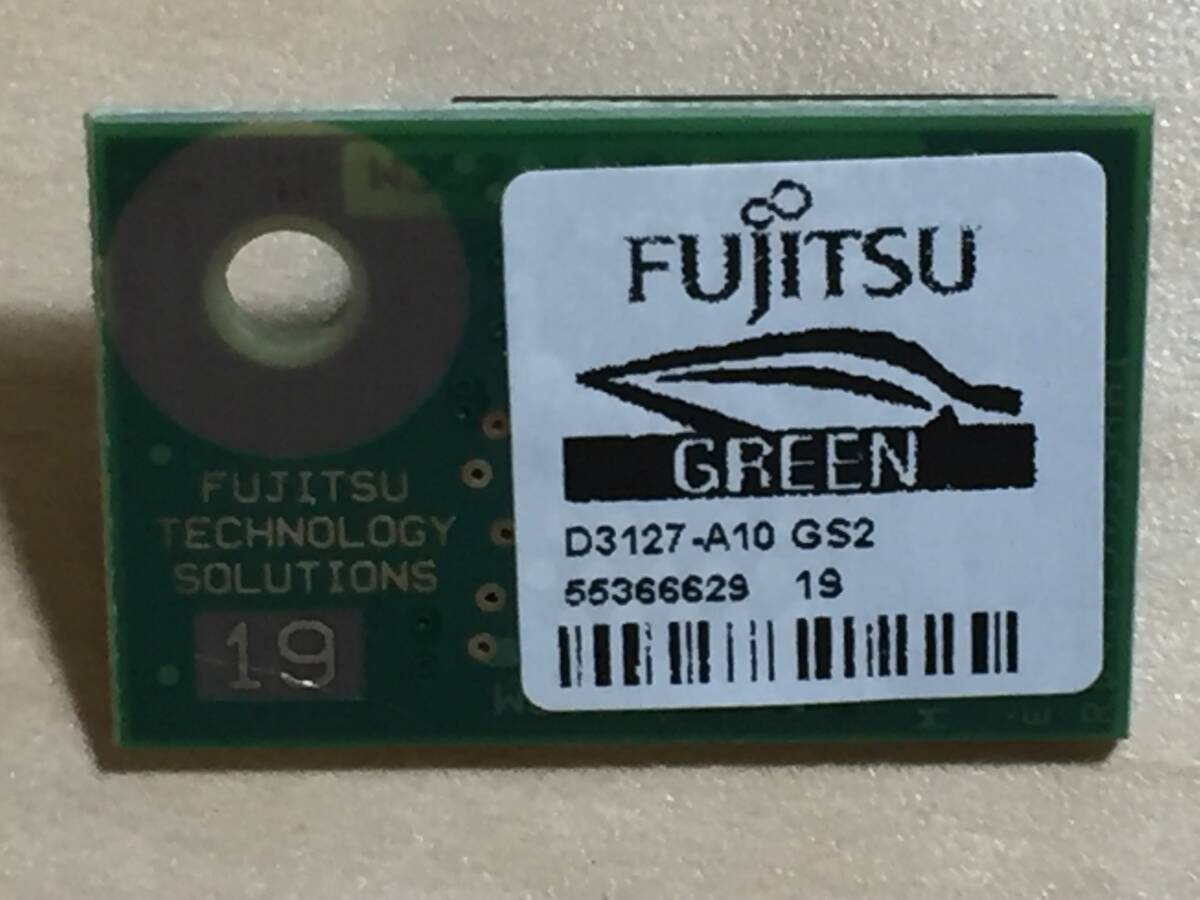 FUJITSU
GREEN
D3127-A10 GS2
55366629 19
FUJITSU
TECHNOLOGY
SOLUTIONS
19